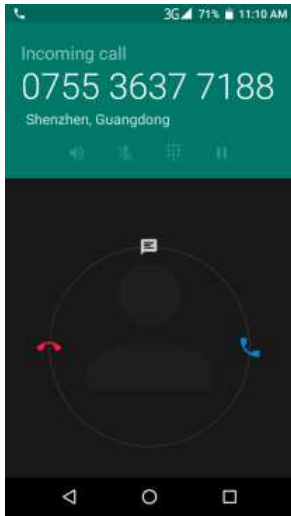 3G 71% 11:10 AM
Incoming call
0755 3637 7188
Shenzhen, Guangdong